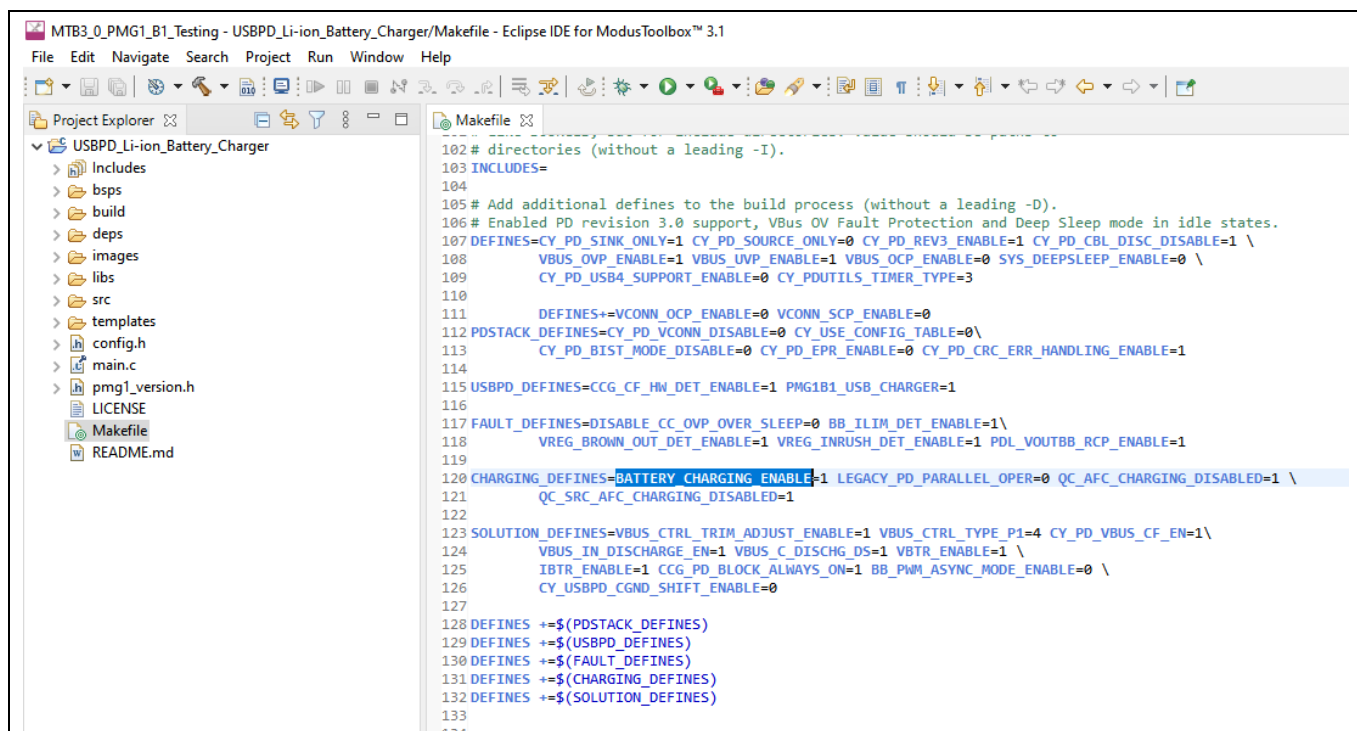 MTB3_0_PMG1_B1_Testing - USBPD_Li-ion_Battery_Charger/Makefile - Eclipse IDE for ModusToolbox™ 3.1
File Edit Navigate Search Project Run Window Help
Project Explorer
USBPD_Li-ion_Battery_Charger
Includes
bsps
build
deps
images
libs
src
templates
config.h
main.c
pmg1_version.h
LICENSE
Makefile
README.md
Makefile
102 # directories (without a leading -I).
103 INCLUDES=
104
105 # Add additional defines to the build process (without a leading -D).
106 # Enabled PD revision 3.0 support, VBus OV Fault Protection and Deep Sleep mode in idle states.
107 DEFINES=CY_PD_SINK_ONLY=1 CY_PD_SOURCE_ONLY=0 CY_PD_REV3_ENABLE=1 CY_PD_CBL_DISC_DISABLE=1 \
108 VBUS_OVP_ENABLE=1 VBUS_UVP_ENABLE=1 VBUS_OCP_ENABLE=0 SYS_DEEPSLEEP_ENABLE=0 \
109 CY_PD_USB4_SUPPORT_ENABLE=0 CY_PDUTILS_TIMER_TYPE=3
110
111 DEFINES+=VCONN_OCP_ENABLE=0 VCONN_SCP_ENABLE=0
112 PDSTACK_DEFINES=CY_PD_VCONN_DISABLE=0 CY_USE_CONFIG_TABLE=0\
113 CY_PD_BIST_MODE_DISABLE=0 CY_PD_EPR_ENABLE=0 CY_PD_CRC_ERR_HANDLING_ENABLE=1
114
115 USBPD_DEFINES=CCG_CF_HW_DET_ENABLE=1 PMG1B1_USB_CHARGER=1
116
117 FAULT_DEFINES=DISABLE_CC_OVP_OVER_SLEEP=0 BB_ILIM_DET_ENABLE=1\
118 VREG_BROWN_OUT_DET_ENABLE=1 VREG_INRUSH_DET_ENABLE=1 PDL_VOUTBB_RCP_ENABLE=1
119
120 CHARGING_DEFINES=BATTERY_CHARGING_ENABLE=1 LEGACY_PD_PARALLEL_OPER=0 QC_AFC_CHARGING_DISABLED=1 \
121 QC_SRC_AFC_CHARGING_DISABLED=1
122
123 SOLUTION_DEFINES=VBUS_CTRL_TRIM_ADJUST_ENABLE=1 VBUS_CTRL_TYPE_P1=4 CY_PD_VBUS_CF_EN=1\
124 VBUS_IN_DISCHARGE_EN=1 VBUS_C_DISCHG_DS=1 VBTR_ENABLE=1 \
125 IBTR_ENABLE=1 CCG_PD_BLOCK_ALWAYS_ON=1 BB_PWM_ASYNC_MODE_ENABLE=0 \
126 CY_USBPD_CGND_SHIFT_ENABLE=0
127
128 DEFINES +=$(PDSTACK_DEFINES)
129 DEFINES +=$(USBPD_DEFINES)
130 DEFINES +=$(FAULT_DEFINES)
131 DEFINES +=$(CHARGING_DEFINES)
132 DEFINES +=$(SOLUTION_DEFINES)
133